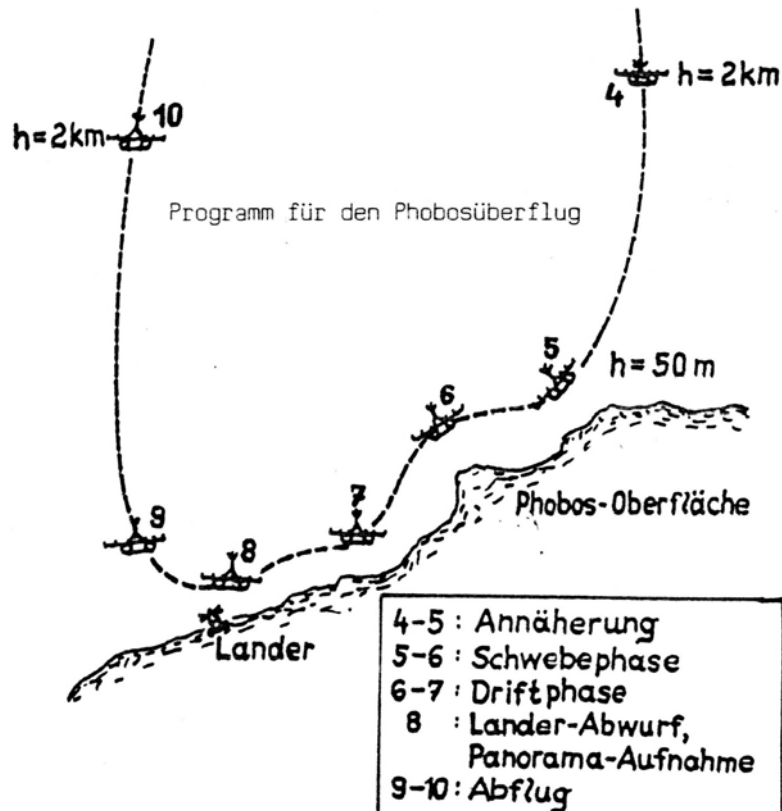 10
h=2km
4
h=2km
Programm für den Phobosüberflug
5
h=50m
6
7
Phobos-Oberfläche
9
8
Lander
4-5: Annäherung
5-6: Schwebephase
6-7: Driftphase
8 : Lander-Abwurf,
Panorama-Aufnahme
9-10: Abflug